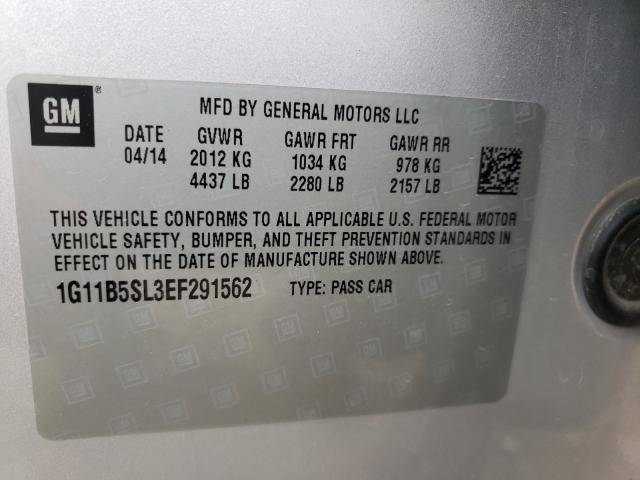 GM ®
MFD BY GENERAL MOTORS LLC
DATE GVWR GAWR FRT GAWR RR
04/14 2012 KG 1034 KG 978 KG
4437 LB 2280 LB 2157 LB
THIS VEHICLE CONFORMS TO ALL APPLICABLE U.S. FEDERAL MOTOR
VEHICLE SAFETY, BUMPER, AND THEFT PREVENTION STANDARDS IN
EFFECT ON THE DATE OF MANUFACTURE SHOWN ABOVE.
1G11B5SL3EF291562 TYPE: PASS CAR